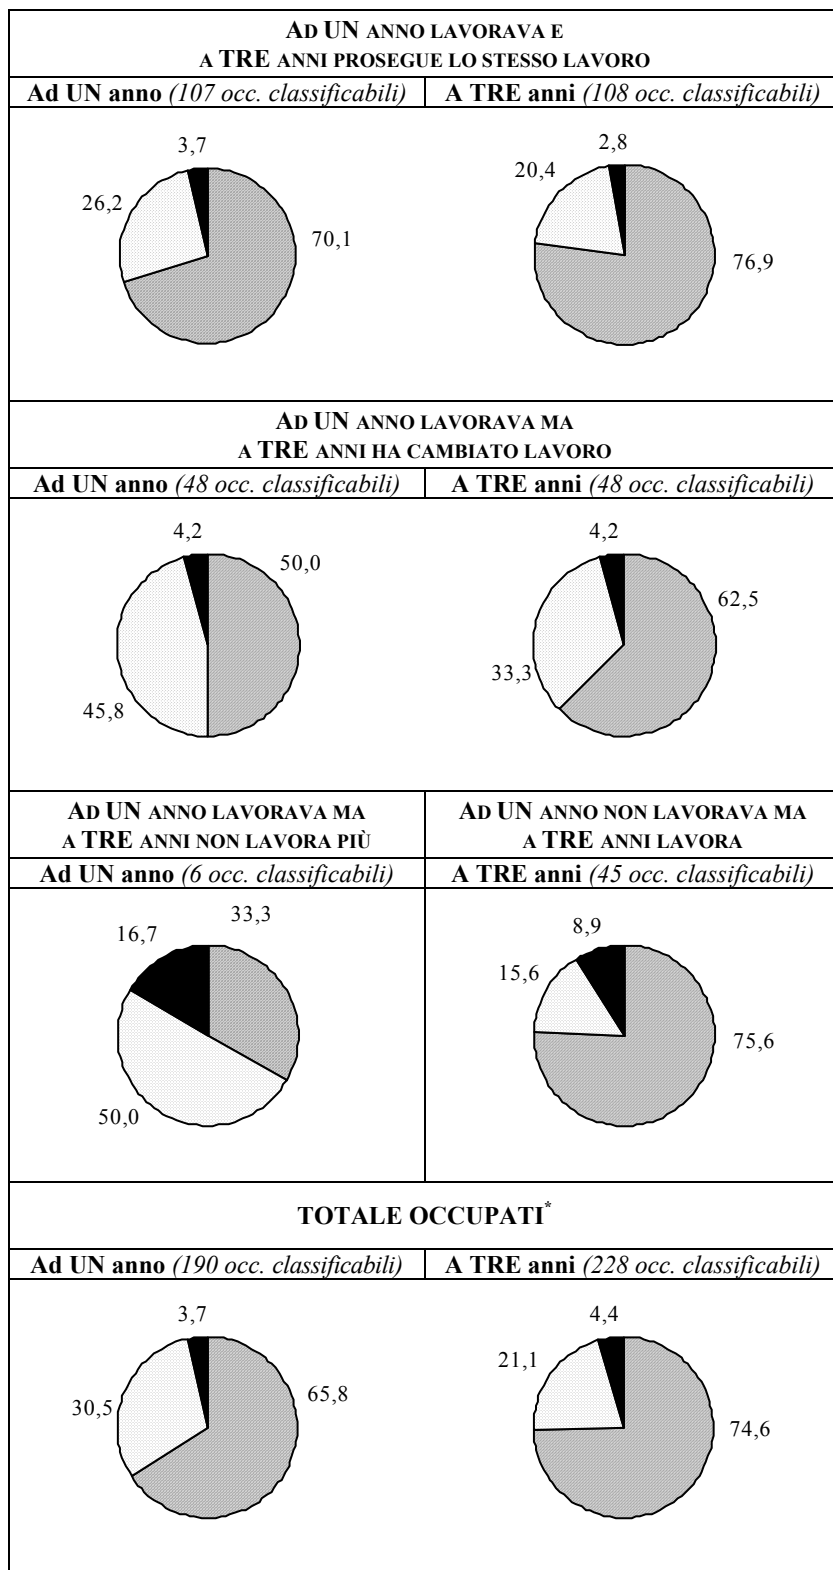 AD UN ANNO LAVORAVA E
A TRE ANNI PROSEGUE LO STESSO LAVORO
Ad UN anno (107 occ. classificabili)
A TRE anni (108 occ. classificabili)
3,7
26,2
70,1
2,8
20,4
76,9
AD UN ANNO LAVORAVA MA
A TRE ANNI HA CAMBIATO LAVORO
Ad UN anno (48 occ. classificabili)
A TRE anni (48 occ. classificabili)
4,2
50,0
45,8
4,2
62,5
33,3
AD UN ANNO LAVORAVA MA
A TRE ANNI NON LAVORA PIÙ
AD UN ANNO NON LAVORAVA MA
A TRE ANNI LAVORA
Ad UN anno (6 occ. classificabili)
A TRE anni (45 occ. classificabili)
16,7
33,3
50,0
8,9
15,6
75,6
TOTALE OCCUPATI*
Ad UN anno (190 occ. classificabili)
A TRE anni (228 occ. classificabili)
3,7
30,5
65,8
4,4
21,1
74,6